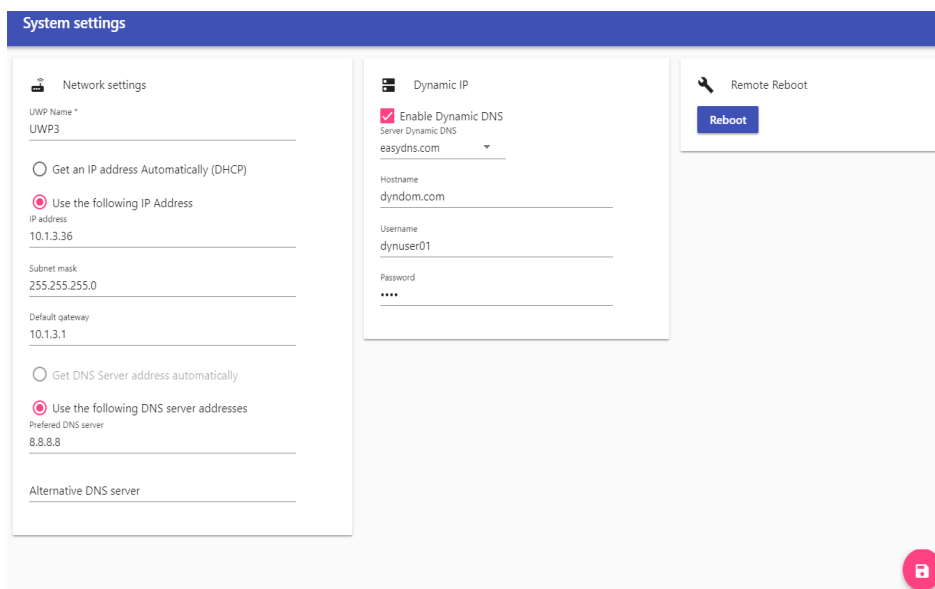 System settings
Network settings
UWP Name *
UWP3
Get an IP address Automatically (DHCP)
Use the following IP Address
IP address
10.1.3.36
Subnet mask
255.255.255.0
Default gateway
10.1.3.1
Get DNS Server address automatically
Use the following DNS server addresses
Prefered DNS server
8.8.8.8
Alternative DNS server
Dynamic IP
Enable Dynamic DNS
Server Dynamic DNS
easydns.com
Hostname
dyndom.com
Username
dynuser01
Password
••••
Remote Reboot
Reboot